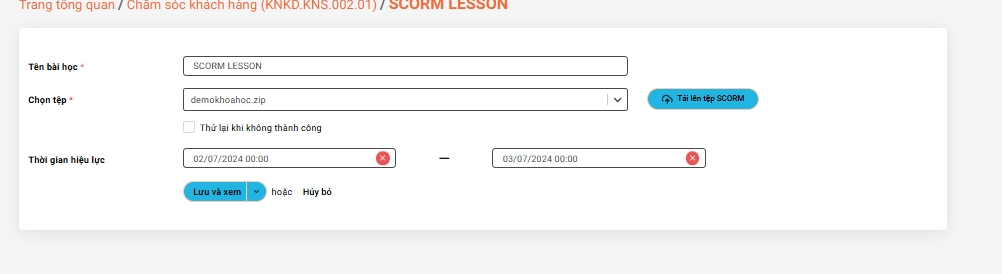 Trang tổng quan / Chăm sóc khách hàng (KNKD.KNS.002.01) / SCORM LESSON
Tên bài học *
SCORM LESSON
Chọn tệp *
demokhoahoc.zip
Tải lên tệp SCORM
Thử lại khi không thành công
Thời gian hiệu lực
02/07/2024 00:00
—
03/07/2024 00:00
Lưu và xem
hoặc
Hủy bỏ